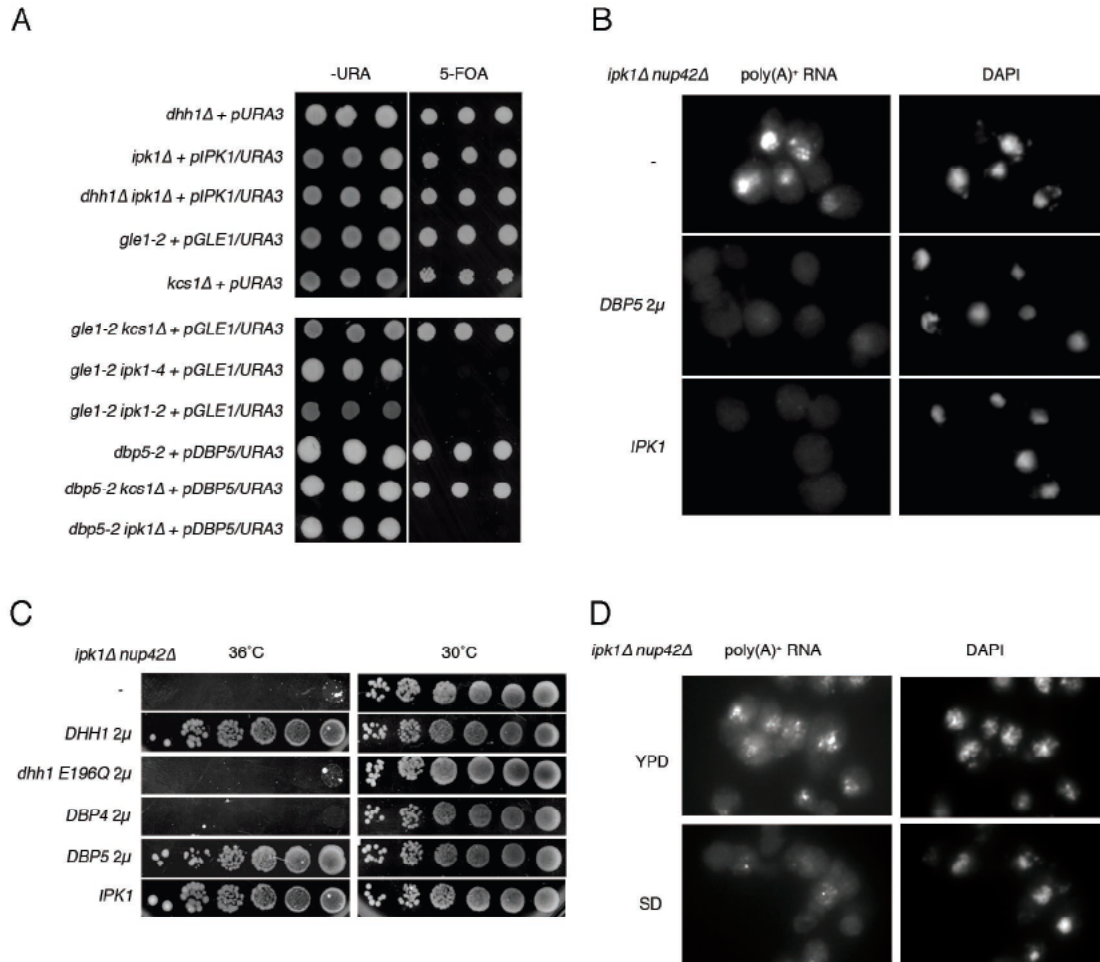 A
-URA 5-FOA
dhh1Δ + pURA3
ipk1Δ + pIPK1/URA3
dhh1Δ ipk1Δ + pIPK1/URA3
gle1-2 + pGLE1/URA3
kcs1Δ + pURA3
gle1-2 kcs1Δ + pGLE1/URA3
gle1-2 ipk1-4 + pGLE1/URA3
gle1-2 ipk1-2 + pGLE1/URA3
dbp5-2 + pDBP5/URA3
dbp5-2 kcs1Δ + pDBP5/URA3
dbp5-2 ipk1Δ + pDBP5/URA3
B
ipk1Δ nup42Δ poly(A)⁺ RNA DAPI
-
DBP5 2μ
IPK1
C
ipk1Δ nup42Δ 36˚C 30˚C
-
DHH1 2μ
dhh1 E196Q 2μ
DBP4 2μ
DBP5 2μ
IPK1
D
ipk1Δ nup42Δ poly(A)⁺ RNA DAPI
YPD
SD